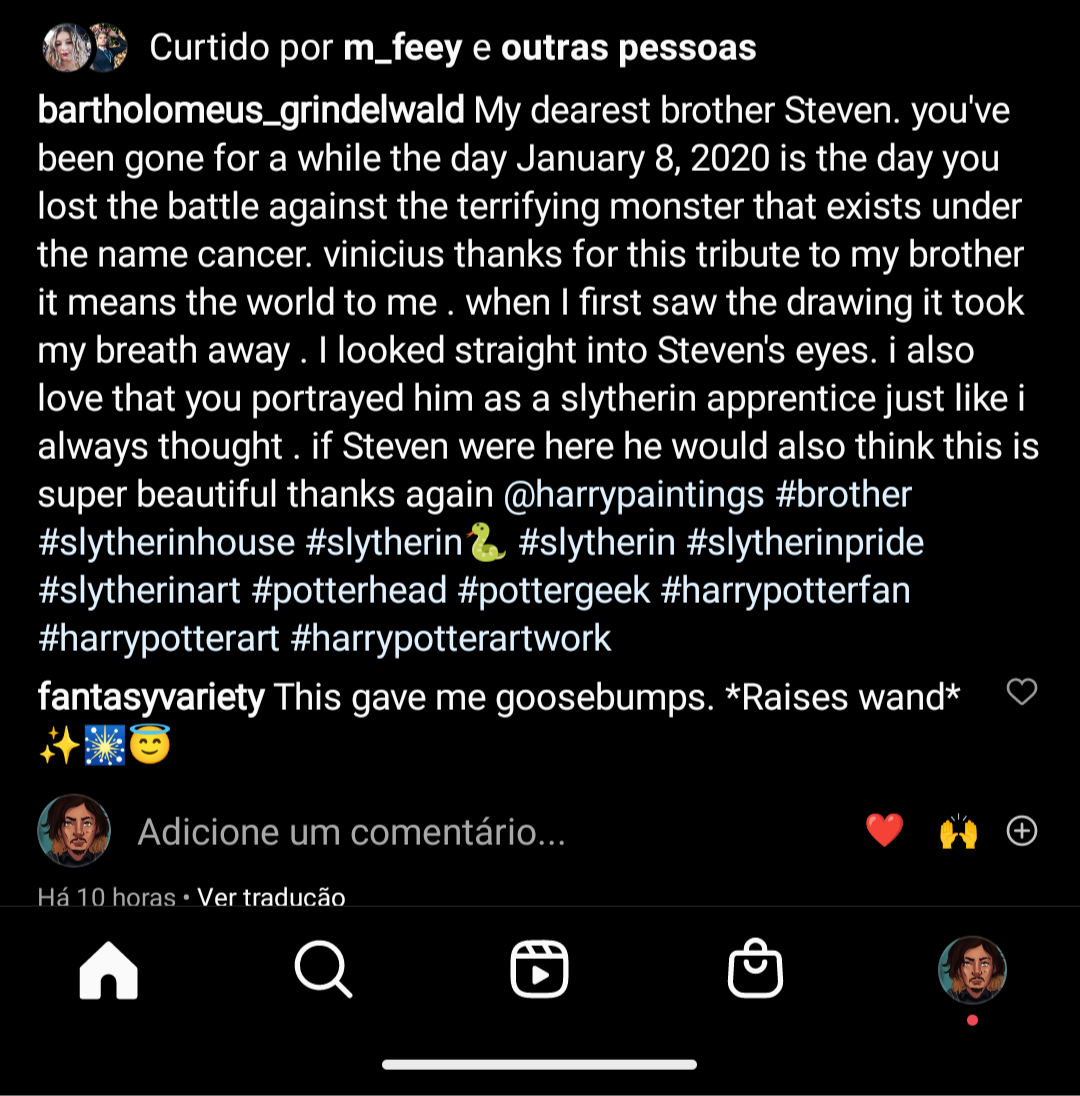 Curtido por m_feey e outras pessoas
bartholomeus_grindelwald My dearest brother Steven. you've
been gone for a while the day January 8, 2020 is the day you
lost the battle against the terrifying monster that exists under
the name cancer. vinicius thanks for this tribute to my brother
it means the world to me . when I first saw the drawing it took
my breath away . I looked straight into Steven's eyes. i also
love that you portrayed him as a slytherin apprentice just like i
always thought . if Steven were here he would also think this is
super beautiful thanks again @harrypaintings #brother
#slytherinhouse #slytherin🐍 #slytherin #slytherinpride
#slytherinart #potterhead #pottergeek #harrypotterfan
#harrypotterart #harrypotterartwork
fantasyvariety This gave me goosebumps. *Raises wand*
✨🎇😇
Adicione um comentário...
Há 10 horas • Ver tradução